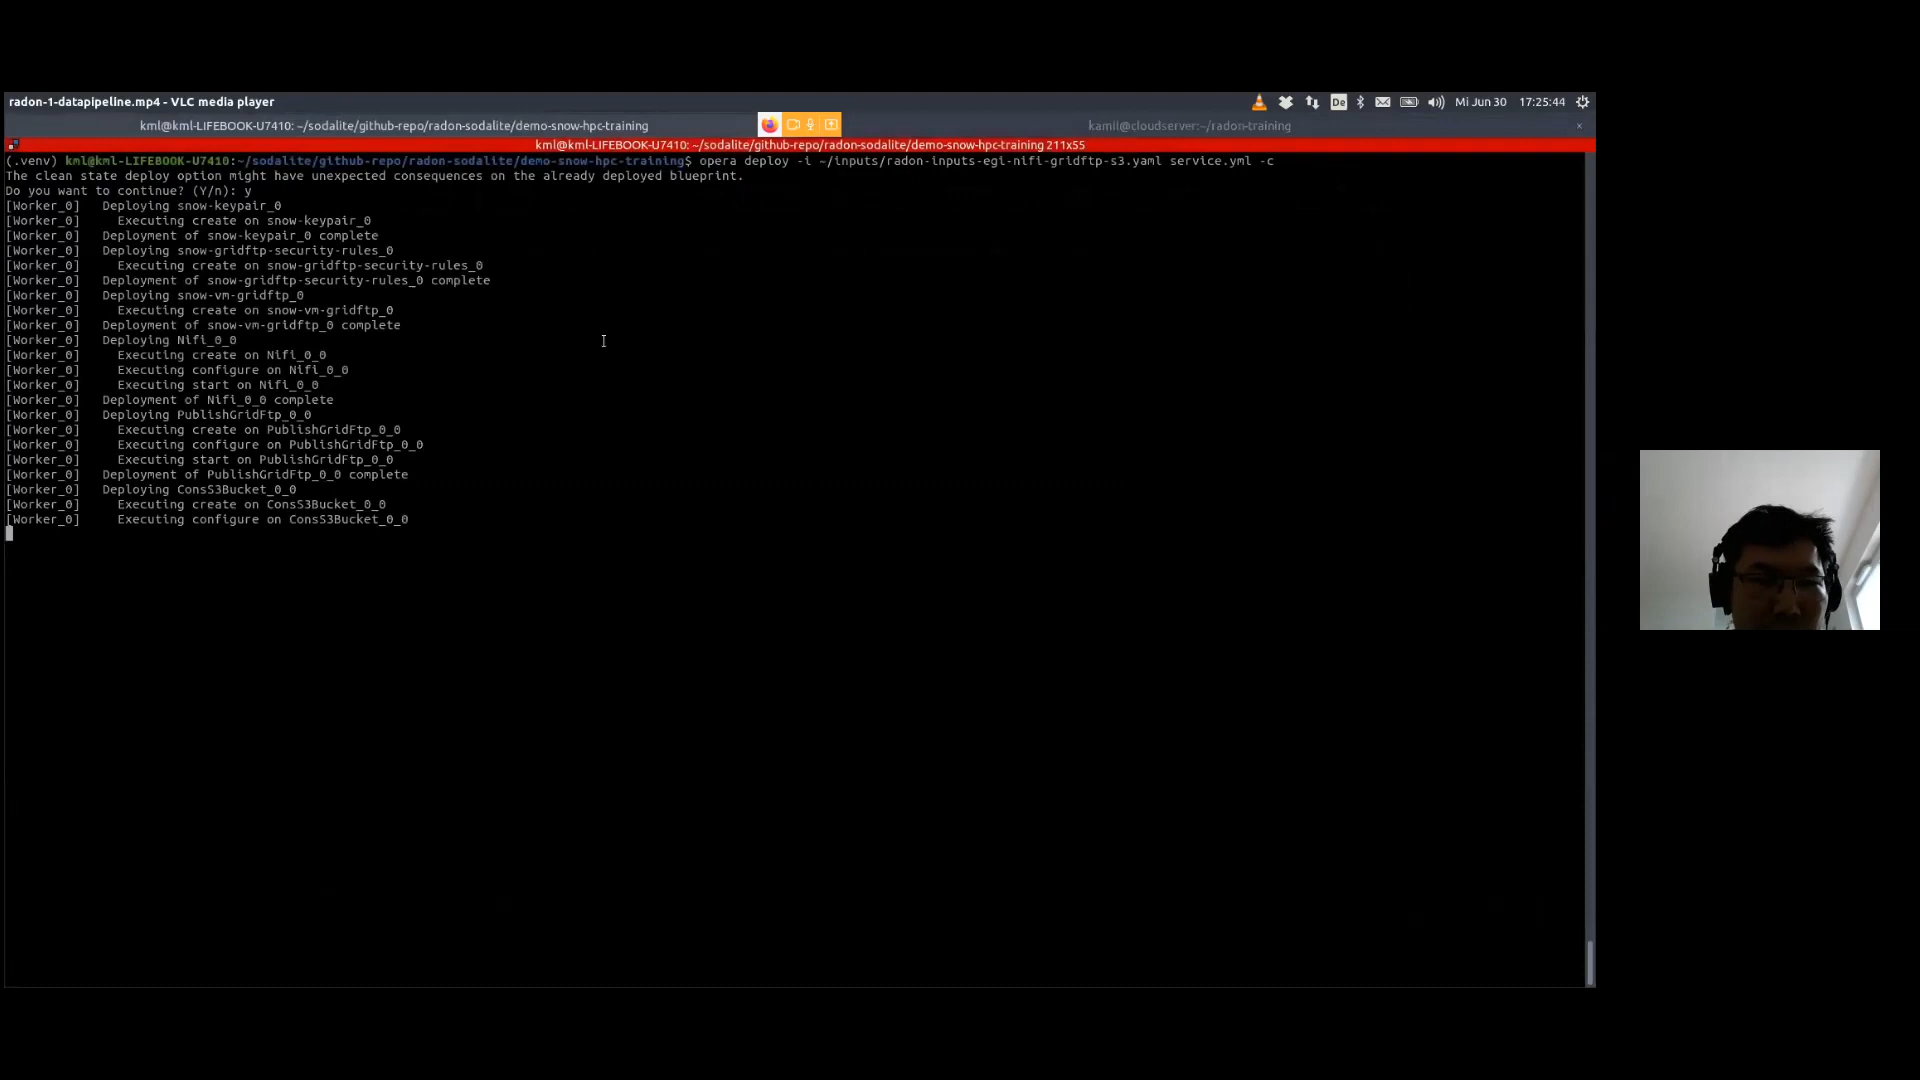 radon-1-datapipeline.mp4 - VLC media player
De
Mi Jun 30 17:25:44
kml@kml-LIFEBOOK-U7410: ~/sodalite/github-repo/radon-sodalite/demo-snow-hpc-training
kamil@cloudserver:~/radon-training
kml@kml-LIFEBOOK-U7410: ~/sodalite/github-repo/radon-sodalite/demo-snow-hpc-training 211x55
(.venv) kml@kml-LIFEBOOK-U7410:~/sodalite/github-repo/radon-sodalite/demo-snow-hpc-training$ opera deploy -i ~/inputs/radon-inputs-egi-nifi-gridftp-s3.yaml service.yml -c
The clean state deploy option might have unexpected consequences on the already deployed blueprint.
Do you want to continue? (Y/n): y
[Worker_0]   Deploying snow-keypair_0
[Worker_0]     Executing create on snow-keypair_0
[Worker_0]   Deployment of snow-keypair_0 complete
[Worker_0]   Deploying snow-gridftp-security-rules_0
[Worker_0]     Executing create on snow-gridftp-security-rules_0
[Worker_0]   Deployment of snow-gridftp-security-rules_0 complete
[Worker_0]   Deploying snow-vm-gridftp_0
[Worker_0]     Executing create on snow-vm-gridftp_0
[Worker_0]   Deployment of snow-vm-gridftp_0 complete
[Worker_0]   Deploying Nifi_0_0
[Worker_0]     Executing create on Nifi_0_0
[Worker_0]     Executing configure on Nifi_0_0
[Worker_0]     Executing start on Nifi_0_0
[Worker_0]   Deployment of Nifi_0_0 complete
[Worker_0]   Deploying PublishGridFtp_0_0
[Worker_0]     Executing create on PublishGridFtp_0_0
[Worker_0]     Executing configure on PublishGridFtp_0_0
[Worker_0]     Executing start on PublishGridFtp_0_0
[Worker_0]   Deployment of PublishGridFtp_0_0 complete
[Worker_0]   Deploying ConsS3Bucket_0_0
[Worker_0]     Executing create on ConsS3Bucket_0_0
[Worker_0]     Executing configure on ConsS3Bucket_0_0